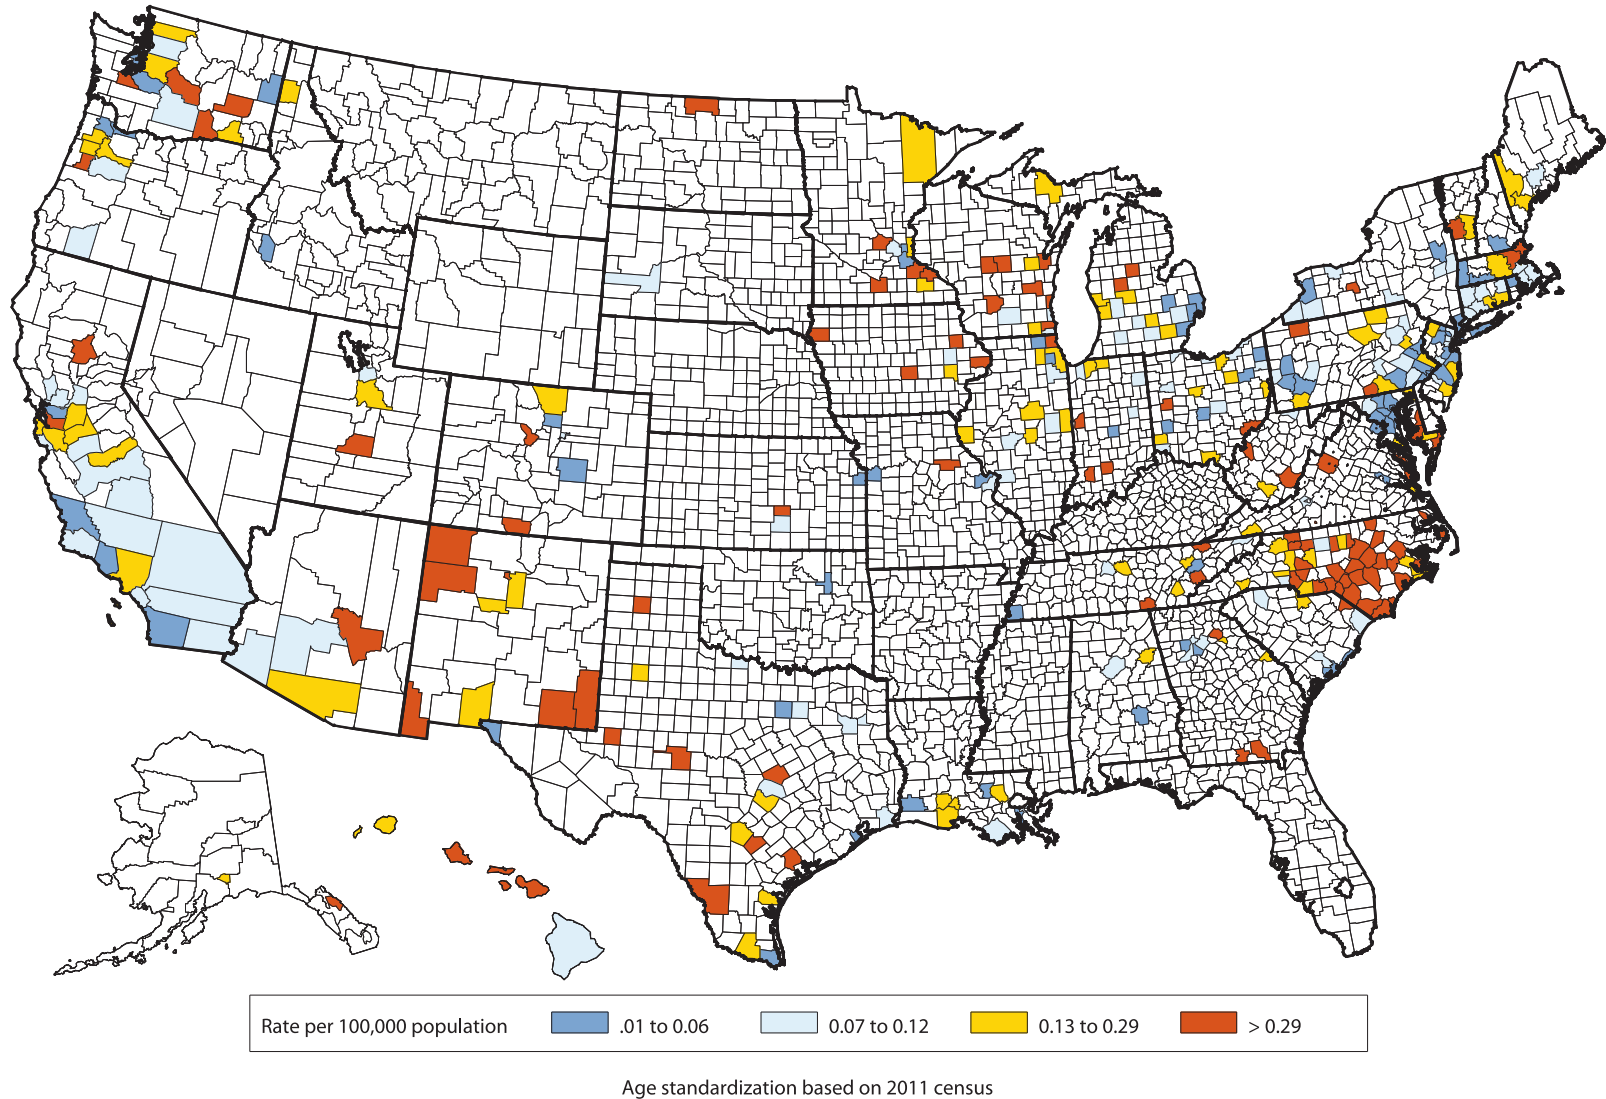 Rate per 100,000 population .01 to 0.06 0.07 to 0.12 0.13 to 0.29 > 0.29
Age standardization based on 2011 census